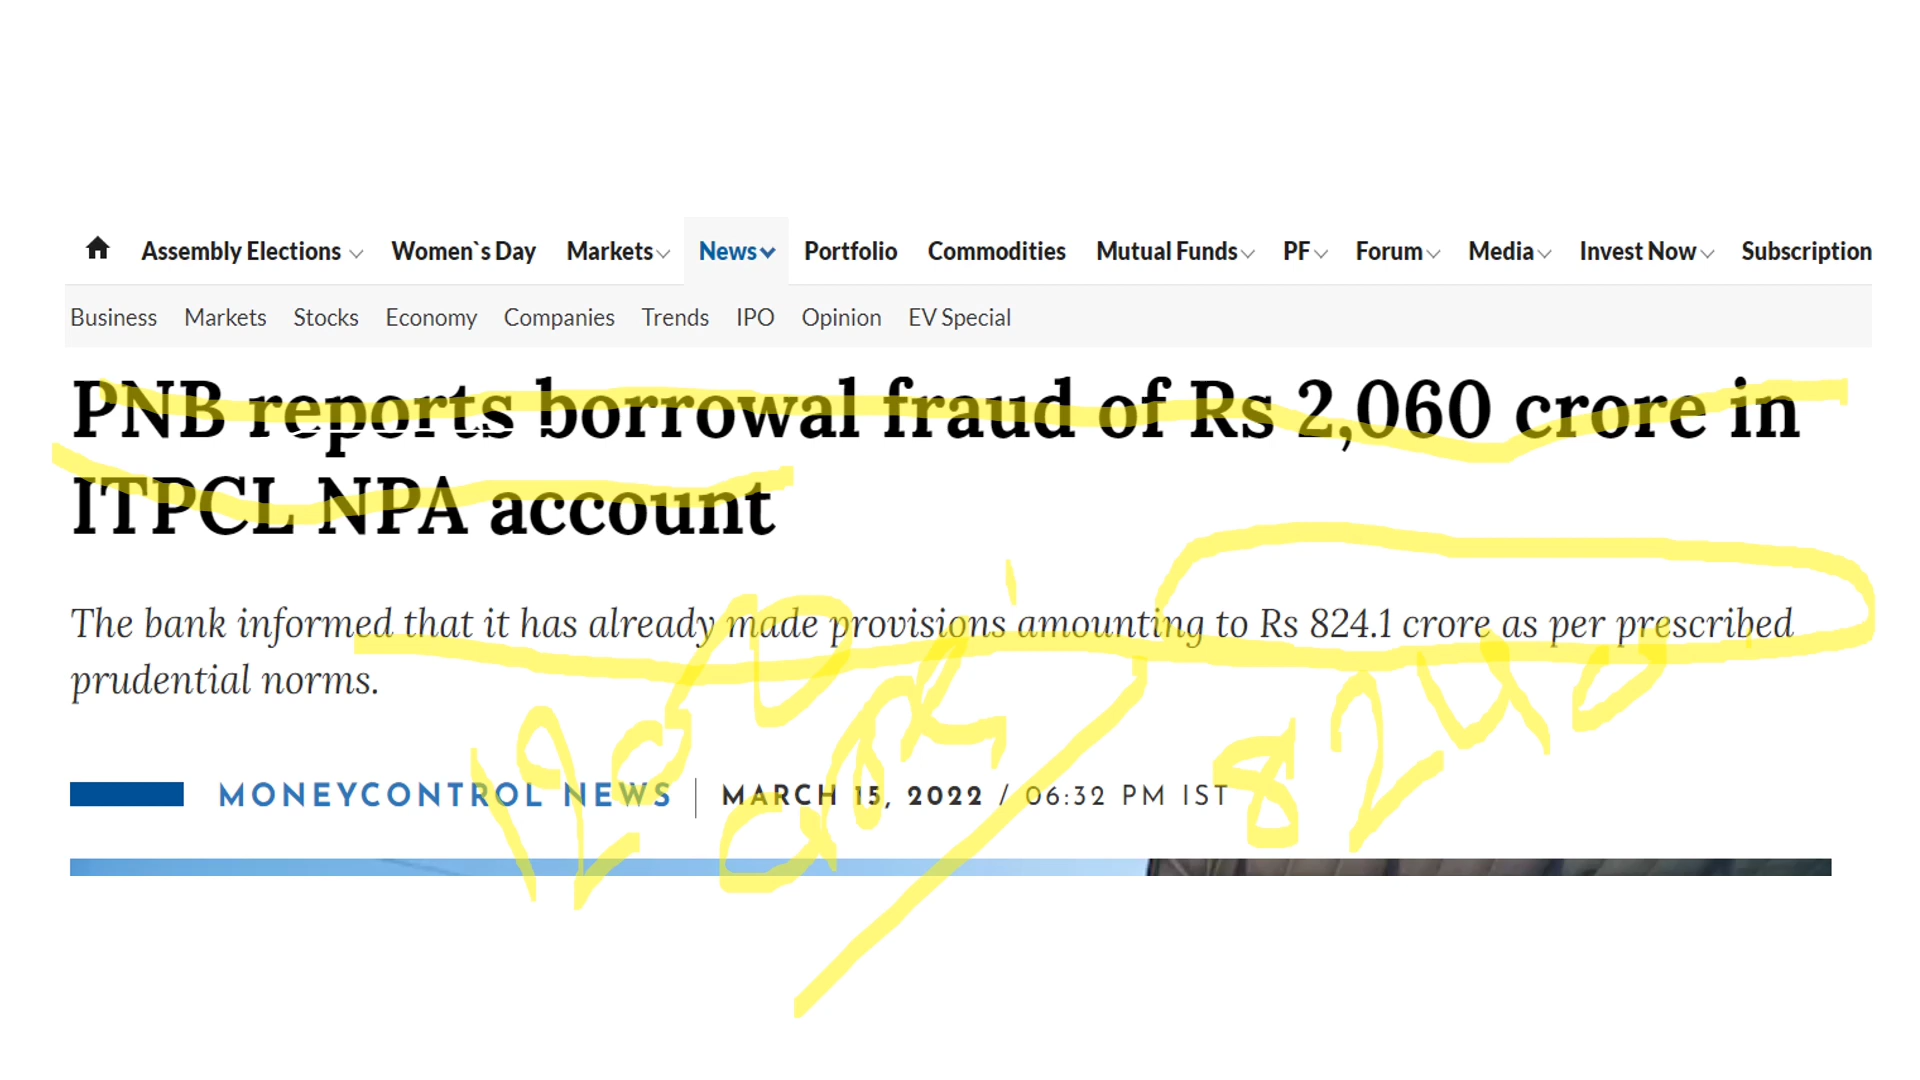 Assembly Elections Women`s Day Markets News Portfolio Commodities Mutual Funds PF Forum Media Invest Now Subscription
Business Markets Stocks Economy Companies Trends IPO Opinion EV Special
PNB reports borrowal fraud of Rs 2,060 crore in
ITPCL NPA account
The bank informed that it has already made provisions amounting to Rs 824.1 crore as per prescribed
prudential norms.
MONEYCONTROL NEWS MARCH 15, 2022 / 06:32 PM IST
824